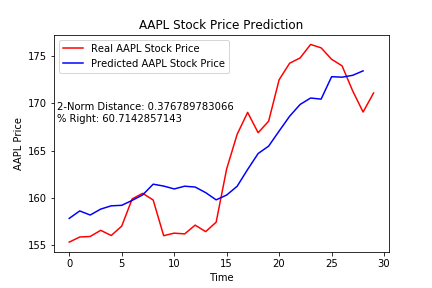 AAPL Stock Price Prediction
Real AAPL Stock Price
Predicted AAPL Stock Price
2-Norm Distance: 0.376789783066
% Right: 60.7142857143
AAPL Price
175
170
165
160
155
0 5 10 15 20 25 30
Time